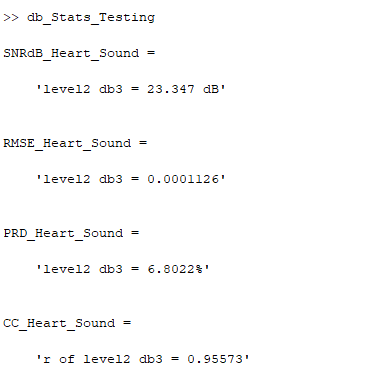 >> db_Stats_Testing
SNRdB_Heart_Sound =
'level2 db3 = 23.347 dB'
RMSE_Heart_Sound =
'level2 db3 = 0.0001126'
PRD_Heart_Sound =
'level2 db3 = 6.8022%'
CC_Heart_Sound =
'r of level2 db3 = 0.95573'